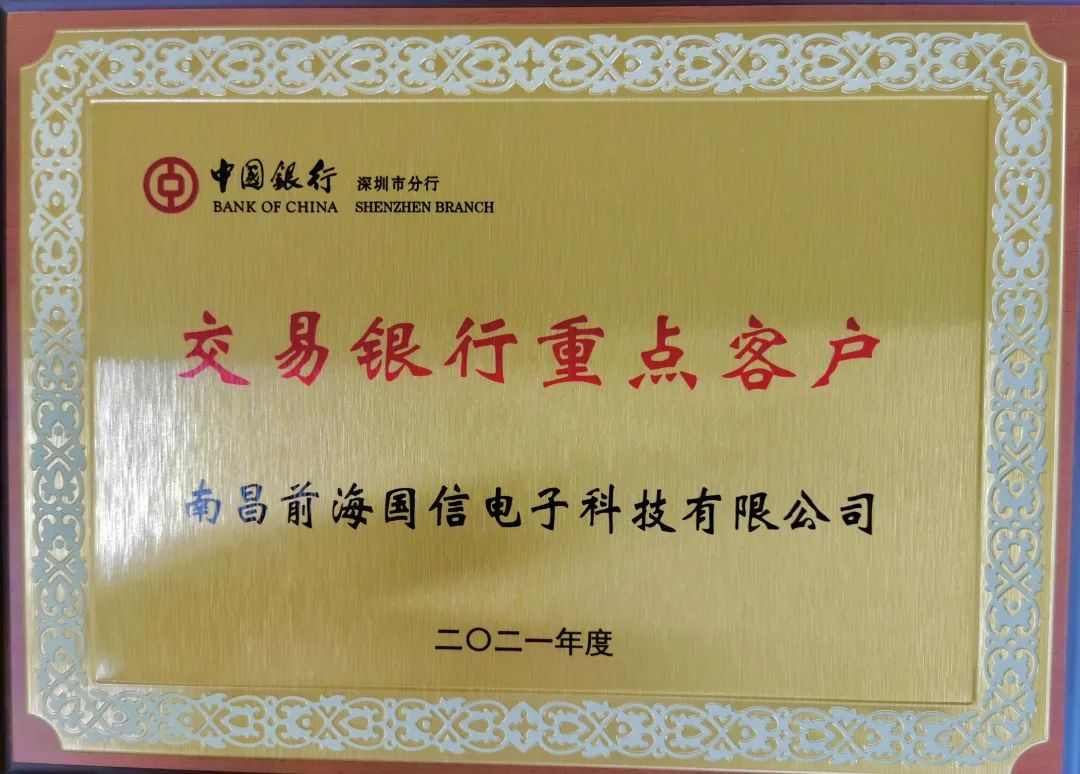 中国銀行 深圳市分行
BANK OF CHINA SHENZHEN BRANCH
交易银行重点客户
南昌前海国信电子科技有限公司
二〇二一年度